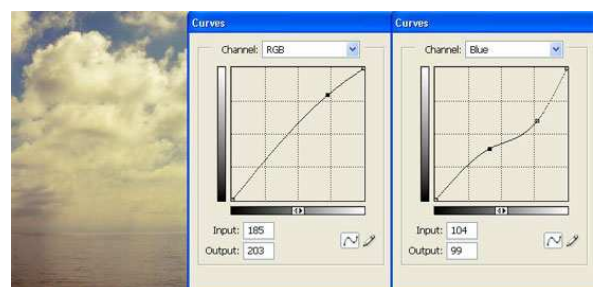 Curves
Channel: RGB
Input: 185
Output: 203
Curves
Channel: Blue
Input: 104
Output: 99